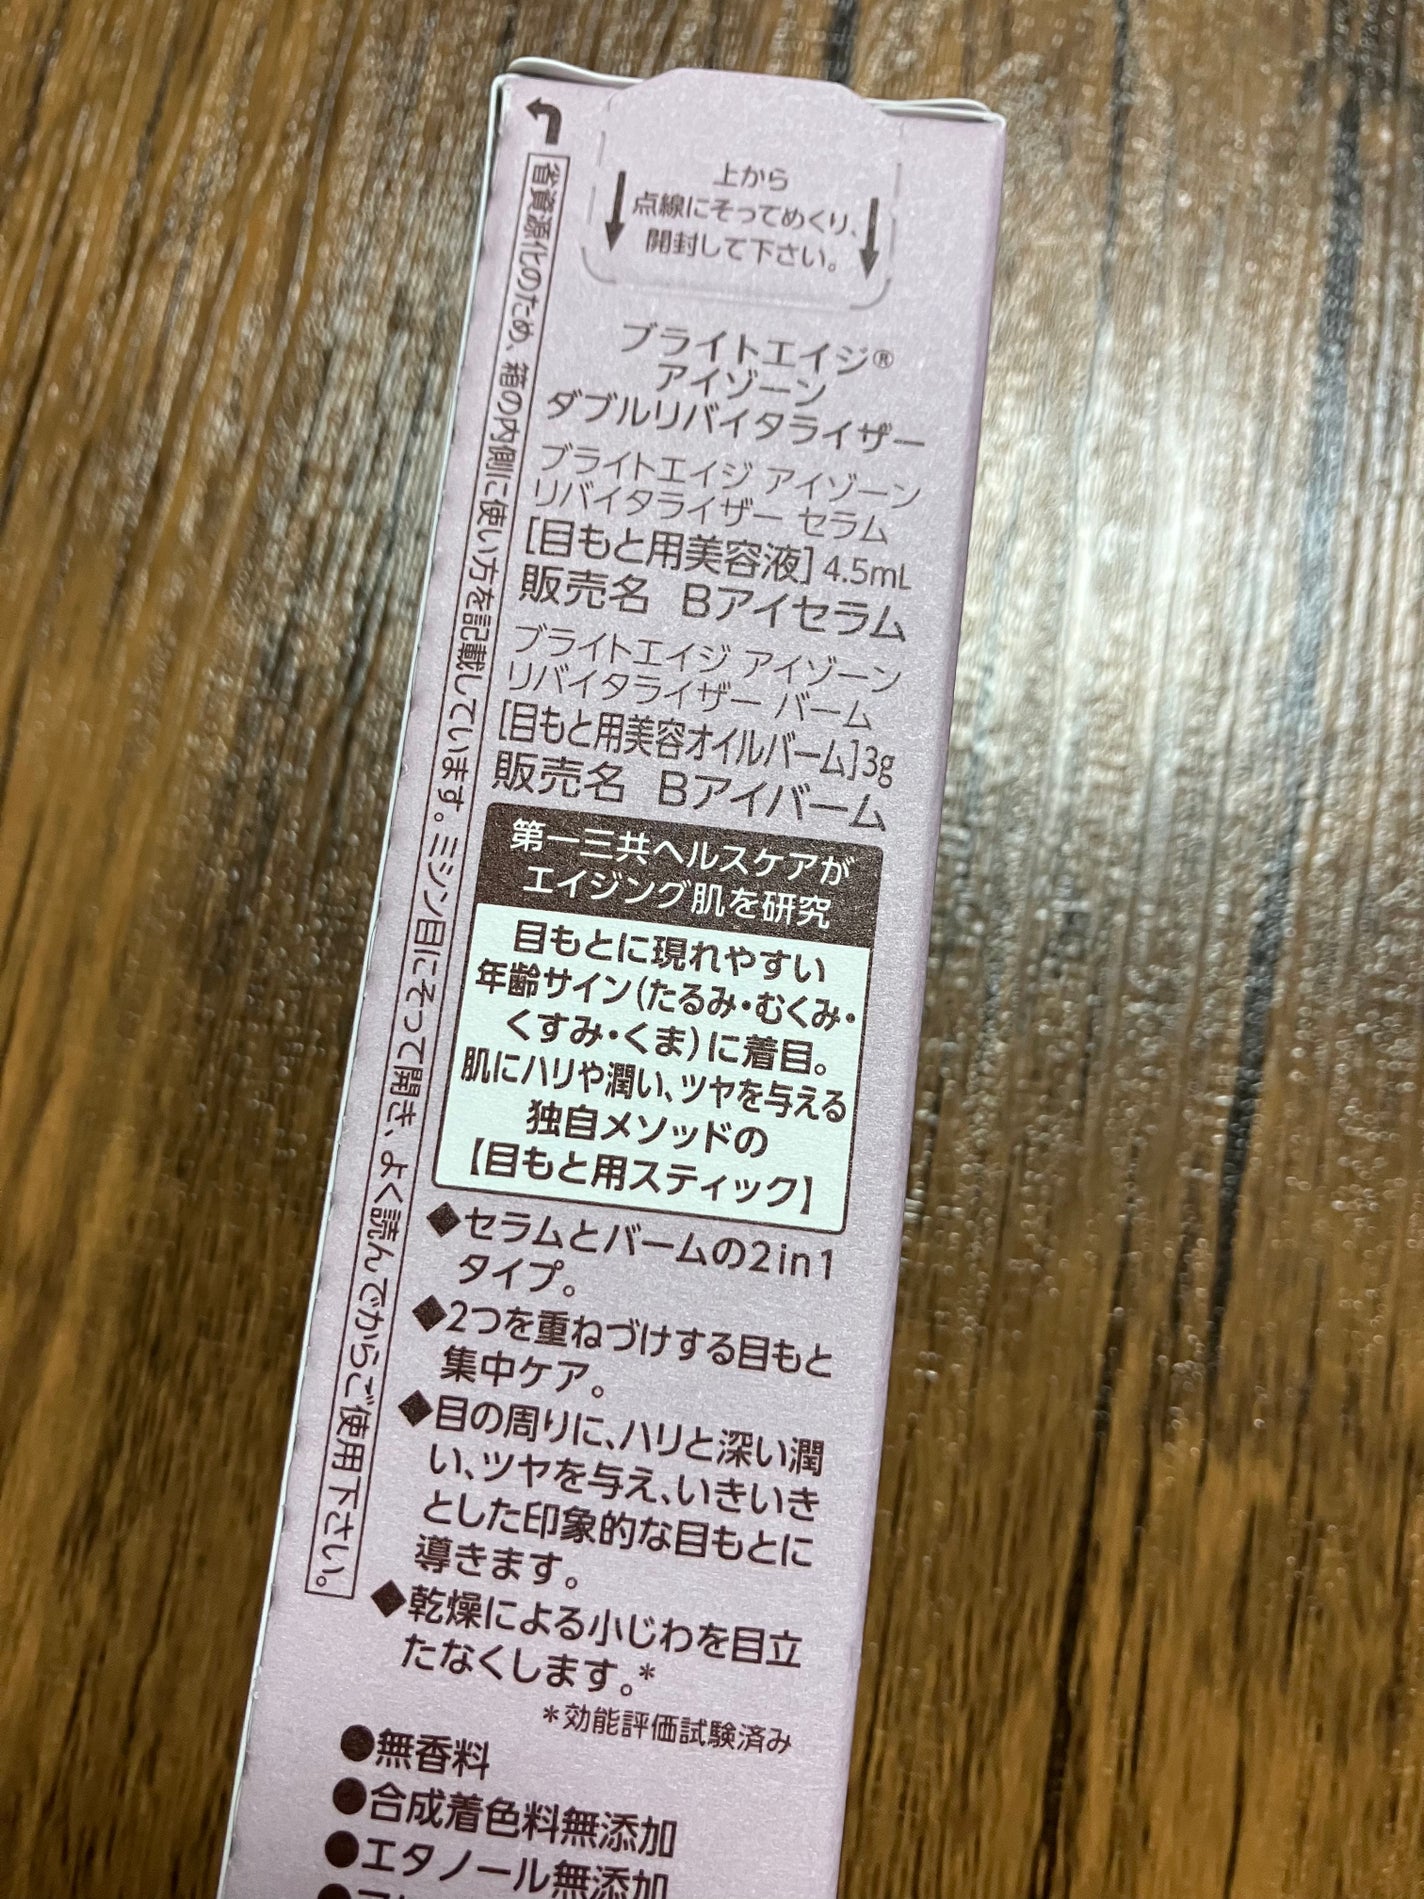 上から
点線にそってめくり、
開封して下さい。
省資源化のため、箱の内側に使い方を記載しています。ミシン目にそって開き、よく読んでからご使用下さい。
ブライトエイジ®
アイゾーン
ダブルリバイタライザー
ブライトエイジ アイゾーン
リバイタライザー セラム
[目もと用美容液]4.5mL
販売名 Bアイセラム
ブライトエイジ アイゾーン
リバイタライザー バーム
[目もと用美容オイルバーム]3g
販売名 Bアイバーム
第一三共ヘルスケアが
エイジング肌を研究
目もとに現れやすい
年齢サイン(たるみ・むくみ・
くすみ・くま)に着目。
肌にハリや潤い、ツヤを与える
独自メソッドの
【目もと用スティック】
◆セラムとバームの2in1
タイプ。
◆2つを重ねづけする目もと
集中ケア。
◆目の周りに、ハリと深い潤
い、ツヤを与え、いきいき
とした印象的な目もとに
導きます。
◆乾燥による小じわを目立
たなくします。*
*効能評価試験済み
●無香料
●合成着色料無添加
●エタノール無添加